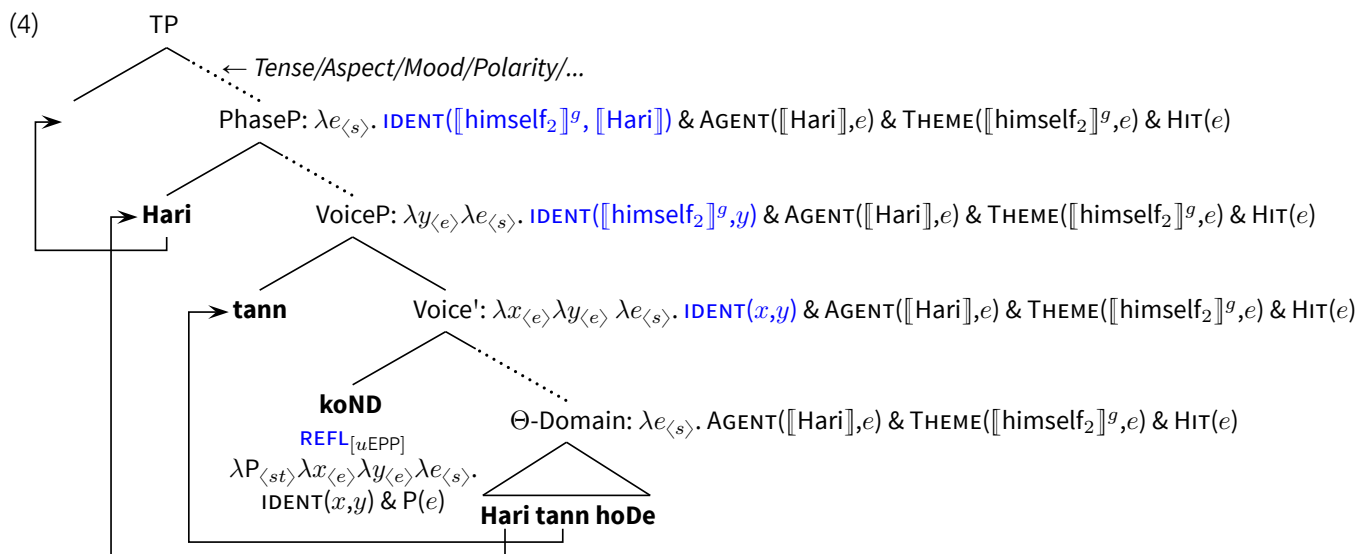 (4)
TP
← Tense/Aspect/Mood/Polarity/...
PhaseP: λe⟨s⟩. IDENT(⟦himself₂⟧ᵍ, ⟦Hari⟧) & AGENT(⟦Hari⟧,e) & THEME(⟦himself₂⟧ᵍ,e) & HIT(e)
Hari
VoiceP: λy⟨e⟩λe⟨s⟩. IDENT(⟦himself₂⟧ᵍ,y) & AGENT(⟦Hari⟧,e) & THEME(⟦himself₂⟧ᵍ,e) & HIT(e)
tann
Voice': λx⟨e⟩λy⟨e⟩ λe⟨s⟩. IDENT(x,y) & AGENT(⟦Hari⟧,e) & THEME(⟦himself₂⟧ᵍ,e) & HIT(e)
koND
Θ-Domain: λe⟨s⟩. AGENT(⟦Hari⟧,e) & THEME(⟦himself₂⟧ᵍ,e) & HIT(e)
REFL[uEPP]
λP⟨st⟩λx⟨e⟩λy⟨e⟩λe⟨s⟩.
IDENT(x,y) & P(e)
Hari tann hoDe